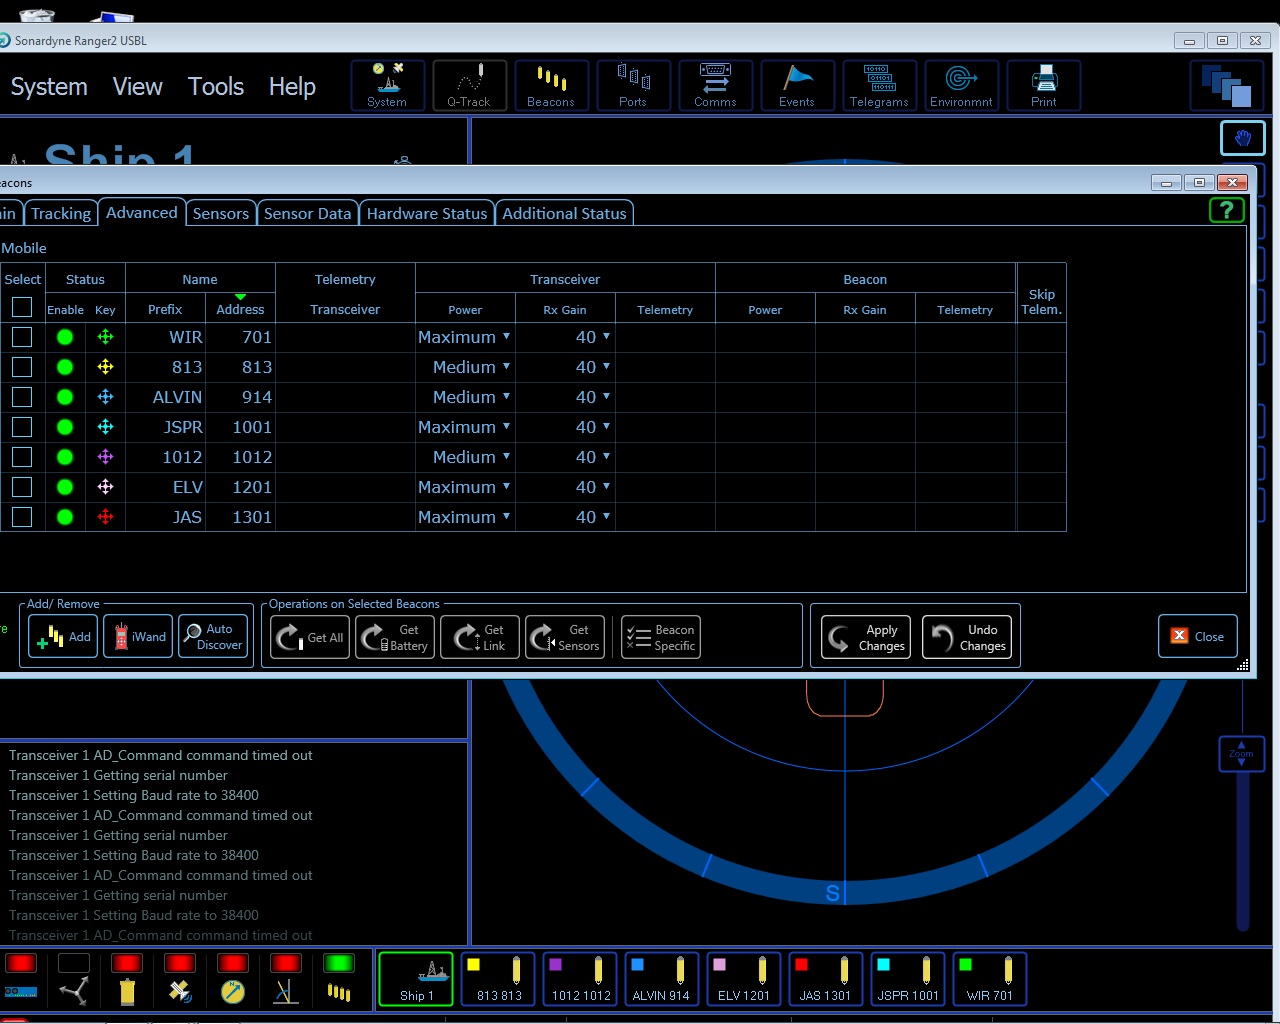 Sonardyne Ranger2 USBL
System View Tools Help
System Q-Track Beacons Ports Comms Events Telegrams Environmnt Print
Ship 1
eacons
in Tracking Advanced Sensors Sensor Data Hardware Status Additional Status
?
Mobile
Select Status Name Telemetry Transceiver Beacon Skip Telem.
Enable Key Prefix Address Transceiver Power Rx Gain Telemetry Power Rx Gain Telemetry
WIR 701 Maximum 40
813 813 Medium 40
ALVIN 914 Medium 40
JSPR 1001 Maximum 40
1012 1012 Medium 40
ELV 1201 Maximum 40
JAS 1301 Maximum 40
Add/ Remove Operations on Selected Beacons
re Add iWand Auto Discover Get All Get Battery Get Link Get Sensors Beacon Specific Apply Changes Undo Changes Close
Zoom
Transceiver 1 AD_Command command timed out
Transceiver 1 Getting serial number
Transceiver 1 Setting Baud rate to 38400
Transceiver 1 AD_Command command timed out
Transceiver 1 Getting serial number
Transceiver 1 Setting Baud rate to 38400
Transceiver 1 AD_Command command timed out
Transceiver 1 Getting serial number
Transceiver 1 Setting Baud rate to 38400
Transceiver 1 AD_Command command timed out
S
Ship 1 813 813 1012 1012 ALVIN 914 ELV 1201 JAS 1301 JSPR 1001 WIR 701